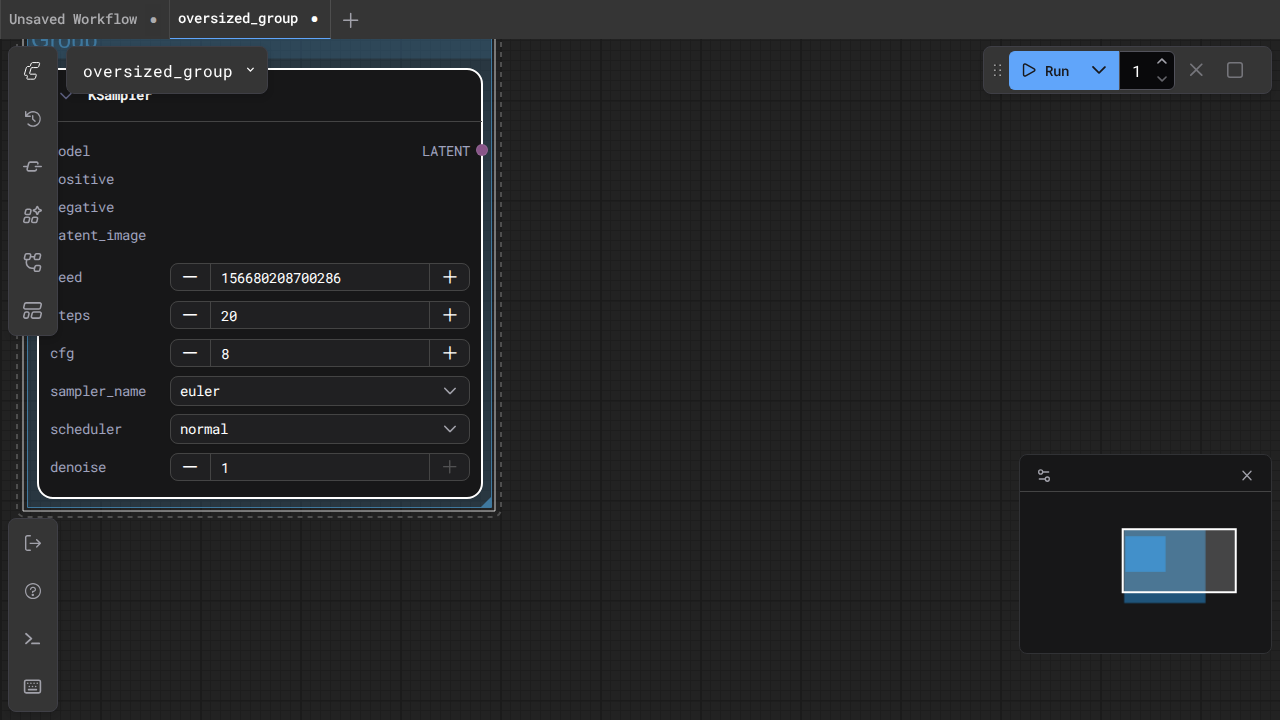 Unsaved Workflow
oversized_group
Group
oversized_group
Run
1
KSampler
odel
LATENT
ositive
egative
atent_image
eed
156680208700286
teps
20
cfg
8
sampler_name
euler
scheduler
normal
denoise
1